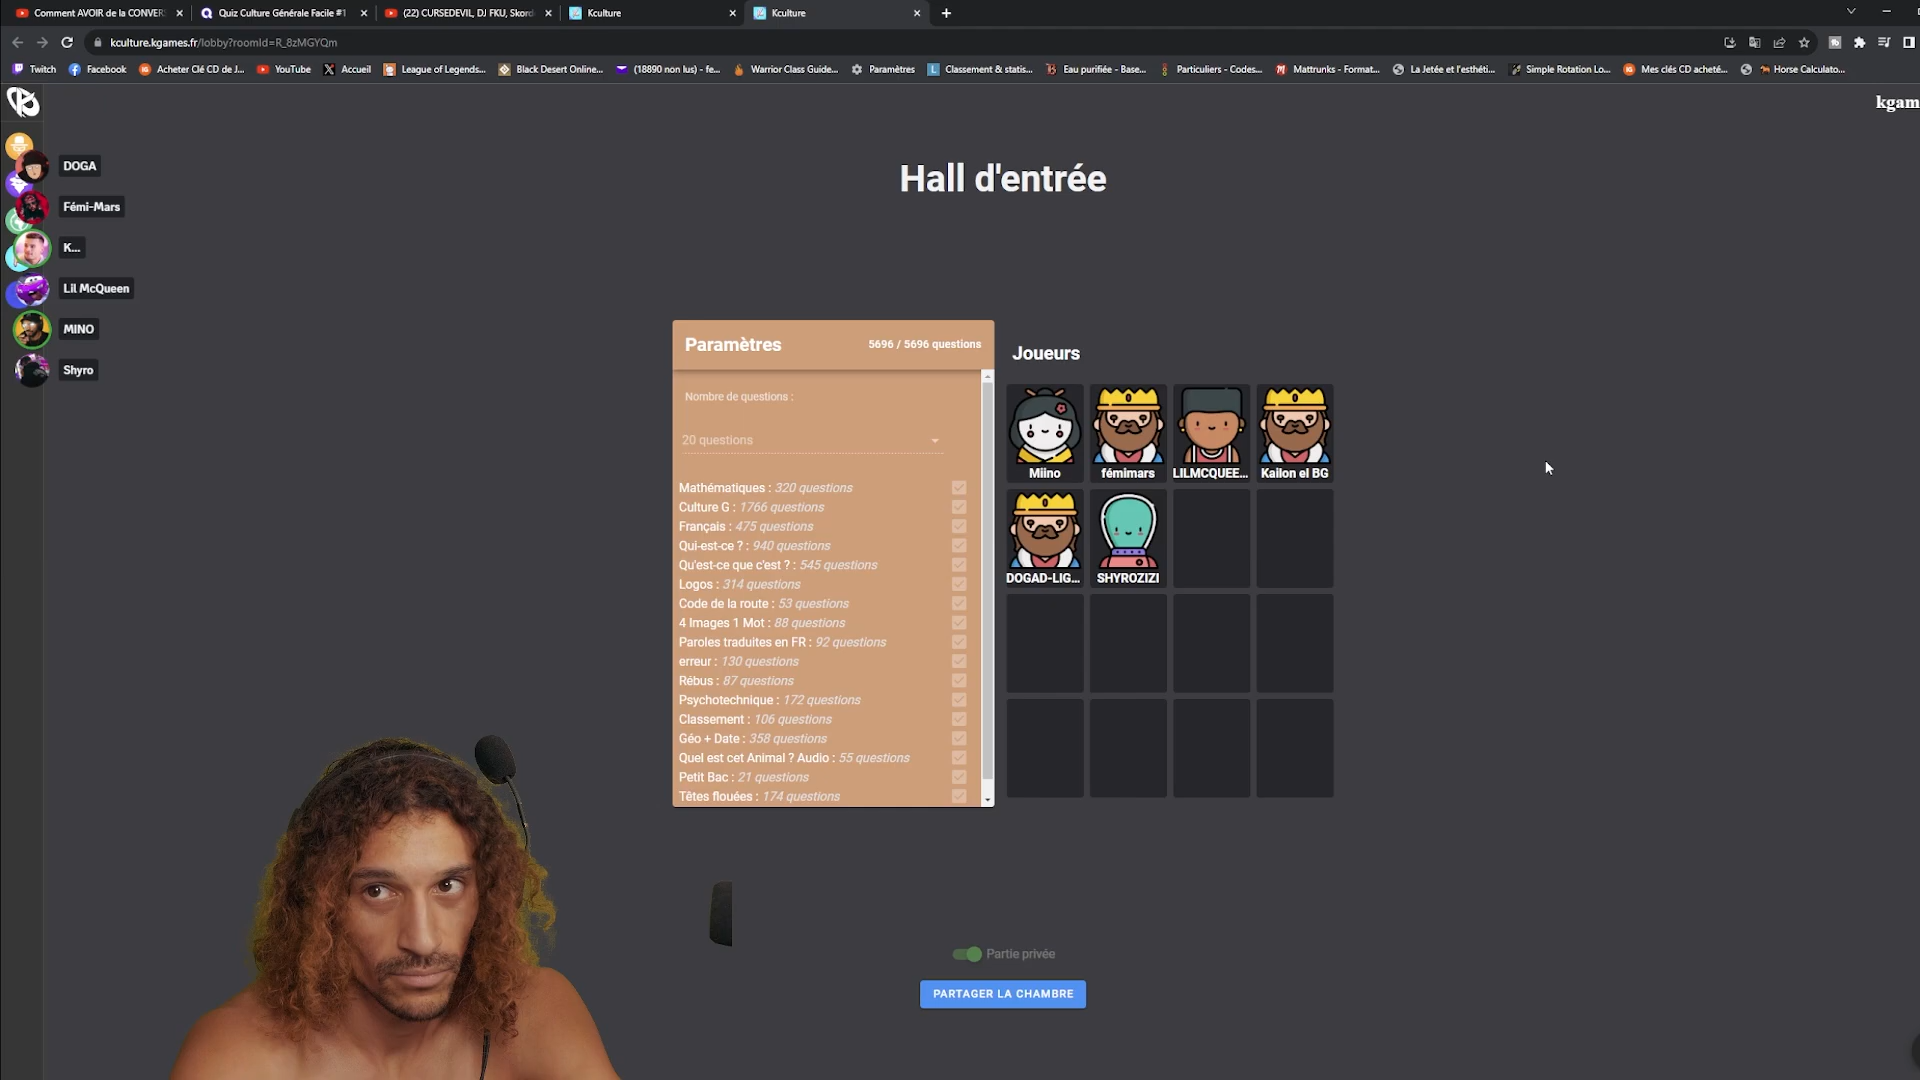 Comment AVOIR de la CONVER
Quiz Culture Générale Facile #1
(22) CURSEDEVIL, DJ FKU, Skord
Kculture
Kculture
kculture.kgames.fr/lobby?roomId=R_8zMGYQm
Twitch
Facebook
Acheter Clé CD de J...
YouTube
Accueil
League of Legends...
Black Desert Online...
(18890 non lus) - fe...
Warrior Class Guide...
Paramètres
Classement & statis...
Eau purifiée - Base...
Particuliers - Codes...
Mattrunks - Format...
La Jetée et l'esthéti...
Simple Rotation Lo...
Mes clés CD acheté...
Horse Calculato...
kgam
DOGA
Fémi-Mars
K...
Lil McQueen
MINO
Shyro
Hall d'entrée
Paramètres
5696 / 5696 questions
Nombre de questions :
20 questions
Mathématiques : 320 questions
Culture G : 1766 questions
Français : 475 questions
Qui-est-ce ? : 940 questions
Qu'est-ce que c'est ? : 545 questions
Logos : 314 questions
Code de la route : 53 questions
4 Images 1 Mot : 88 questions
Paroles traduites en FR : 92 questions
erreur : 130 questions
Rébus : 87 questions
Psychotechnique : 172 questions
Classement : 106 questions
Géo + Date : 358 questions
Quel est cet Animal ? Audio : 55 questions
Petit Bac : 21 questions
Têtes flouées : 174 questions
Joueurs
Miino
fémimars
LILMCQUEE...
Kailon el BG
DOGAD-LIG...
SHYROZIZI
Partie privée
PARTAGER LA CHAMBRE